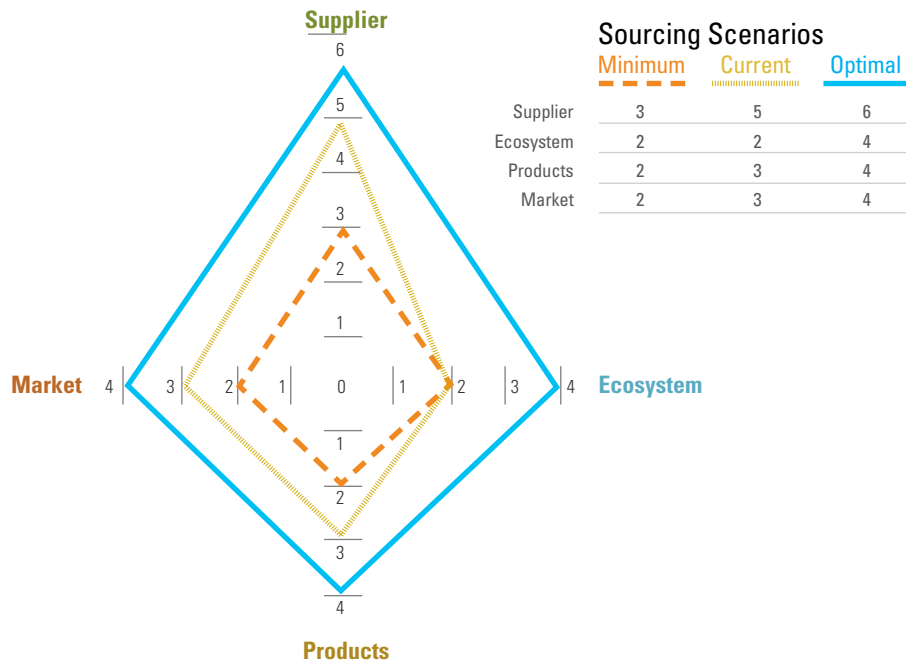 Supplier
6
5
4
3
2
1
Market 4 3 2 1 0 1 2 3 4 Ecosystem
1
2
3
4
Products
Sourcing Scenarios
Minimum Current Optimal
Supplier 3 5 6
Ecosystem 2 2 4
Products 2 3 4
Market 2 3 4